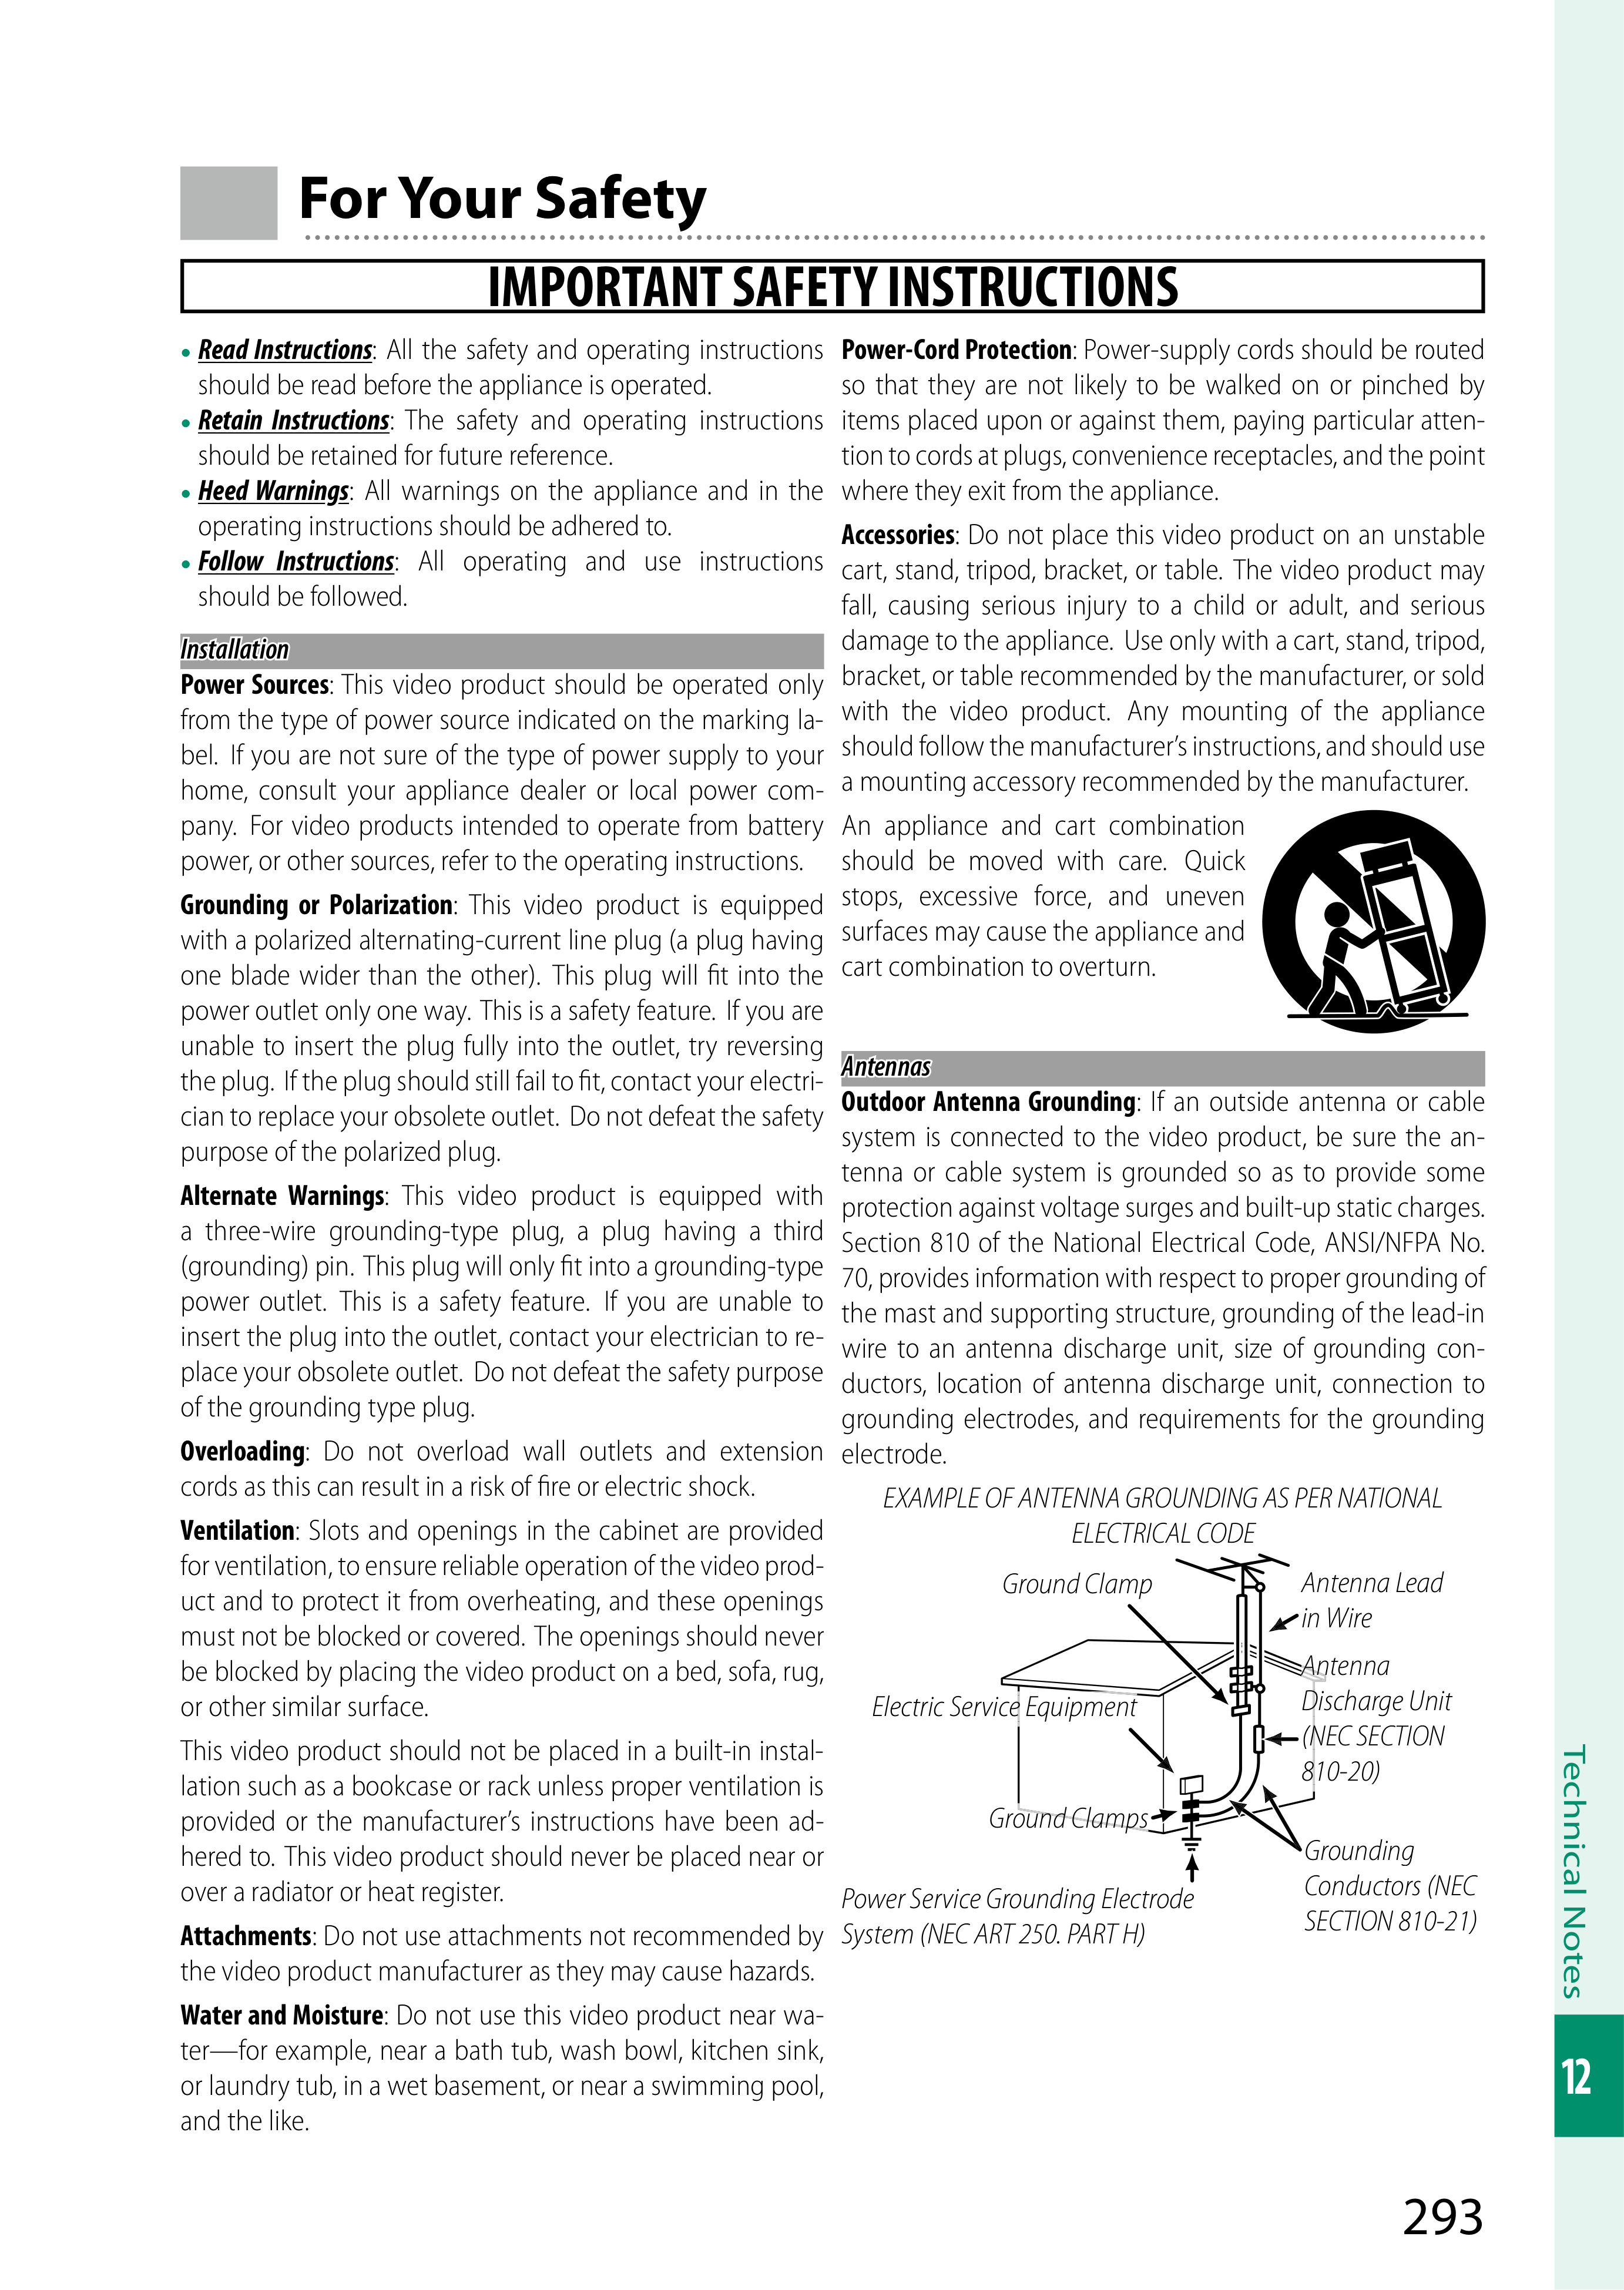 For Your Safety
IMPORTANT SAFETY INSTRUCTIONS
• Read Instructions: All the safety and operating instructions
should be read before the appliance is operated.
• Retain Instructions: The safety and operating instructions
should be retained for future reference.
• Heed Warnings: All warnings on the appliance and in the
operating instructions should be adhered to.
• Follow Instructions: All operating and use instructions
should be followed.
Installation
Power Sources: This video product should be operated only
from the type of power source indicated on the marking la-
bel. If you are not sure of the type of power supply to your
home, consult your appliance dealer or local power com-
pany. For video products intended to operate from battery
power, or other sources, refer to the operating instructions.
Grounding or Polarization: This video product is equipped
with a polarized alternating-current line plug (a plug having
one blade wider than the other). This plug will fit into the
power outlet only one way. This is a safety feature. If you are
unable to insert the plug fully into the outlet, try reversing
the plug. If the plug should still fail to fit, contact your electri-
cian to replace your obsolete outlet. Do not defeat the safety
purpose of the polarized plug.
Alternate Warnings: This video product is equipped with
a three-wire grounding-type plug, a plug having a third
(grounding) pin. This plug will only fit into a grounding-type
power outlet. This is a safety feature. If you are unable to
insert the plug into the outlet, contact your electrician to re-
place your obsolete outlet. Do not defeat the safety purpose
of the grounding type plug.
Overloading: Do not overload wall outlets and extension
cords as this can result in a risk of fire or electric shock.
Ventilation: Slots and openings in the cabinet are provided
for ventilation, to ensure reliable operation of the video prod-
uct and to protect it from overheating, and these openings
must not be blocked or covered. The openings should never
be blocked by placing the video product on a bed, sofa, rug,
or other similar surface.
This video product should not be placed in a built-in instal-
lation such as a bookcase or rack unless proper ventilation is
provided or the manufacturer's instructions have been ad-
hered to. This video product should never be placed near or
over a radiator or heat register.
Attachments: Do not use attachments not recommended by
the video product manufacturer as they may cause hazards.
Water and Moisture: Do not use this video product near wa-
ter—for example, near a bath tub, wash bowl, kitchen sink,
or laundry tub, in a wet basement, or near a swimming pool,
and the like.
Power-Cord Protection: Power-supply cords should be routed
so that they are not likely to be walked on or pinched by
items placed upon or against them, paying particular atten-
tion to cords at plugs, convenience receptacles, and the point
where they exit from the appliance.
Accessories: Do not place this video product on an unstable
cart, stand, tripod, bracket, or table. The video product may
fall, causing serious injury to a child or adult, and serious
damage to the appliance. Use only with a cart, stand, tripod,
bracket, or table recommended by the manufacturer, or sold
with the video product. Any mounting of the appliance
should follow the manufacturer's instructions, and should use
a mounting accessory recommended by the manufacturer.
An appliance and cart combination
should be moved with care. Quick
stops, excessive force, and uneven
surfaces may cause the appliance and
cart combination to overturn.
Antennas
Outdoor Antenna Grounding: If an outside antenna or cable
system is connected to the video product, be sure the an-
tenna or cable system is grounded so as to provide some
protection against voltage surges and built-up static charges.
Section 810 of the National Electrical Code, ANSI/NFPA No.
70, provides information with respect to proper grounding of
the mast and supporting structure, grounding of the lead-in
wire to an antenna discharge unit, size of grounding con-
ductors, location of antenna discharge unit, connection to
grounding electrodes, and requirements for the grounding
electrode.
EXAMPLE OF ANTENNA GROUNDING AS PER NATIONAL
ELECTRICAL CODE
Ground Clamp
Antenna Lead
in Wire
Antenna
Discharge Unit
(NEC SECTION
810-20)
Electric Service Equipment
Ground Clamps
Grounding
Conductors (NEC
SECTION 810-21)
Power Service Grounding Electrode
System (NEC ART 250. PART H)
Technical Notes
12
293